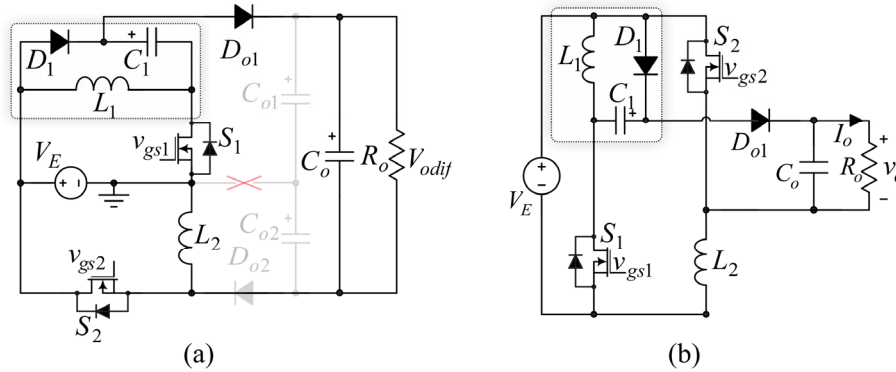 D1
C1
+
L1
Do1
Co1
+
vgs1
S1
VE
+
-
Co
+
Ro
Vodif
L2
Co2
+
Do2
vgs2
S2
(a)
L1
D1
C1
+
S2
vgs2
Do1
Io
Co
Ro
+
-
VE
+
-
S1
vgs1
L2
(b)